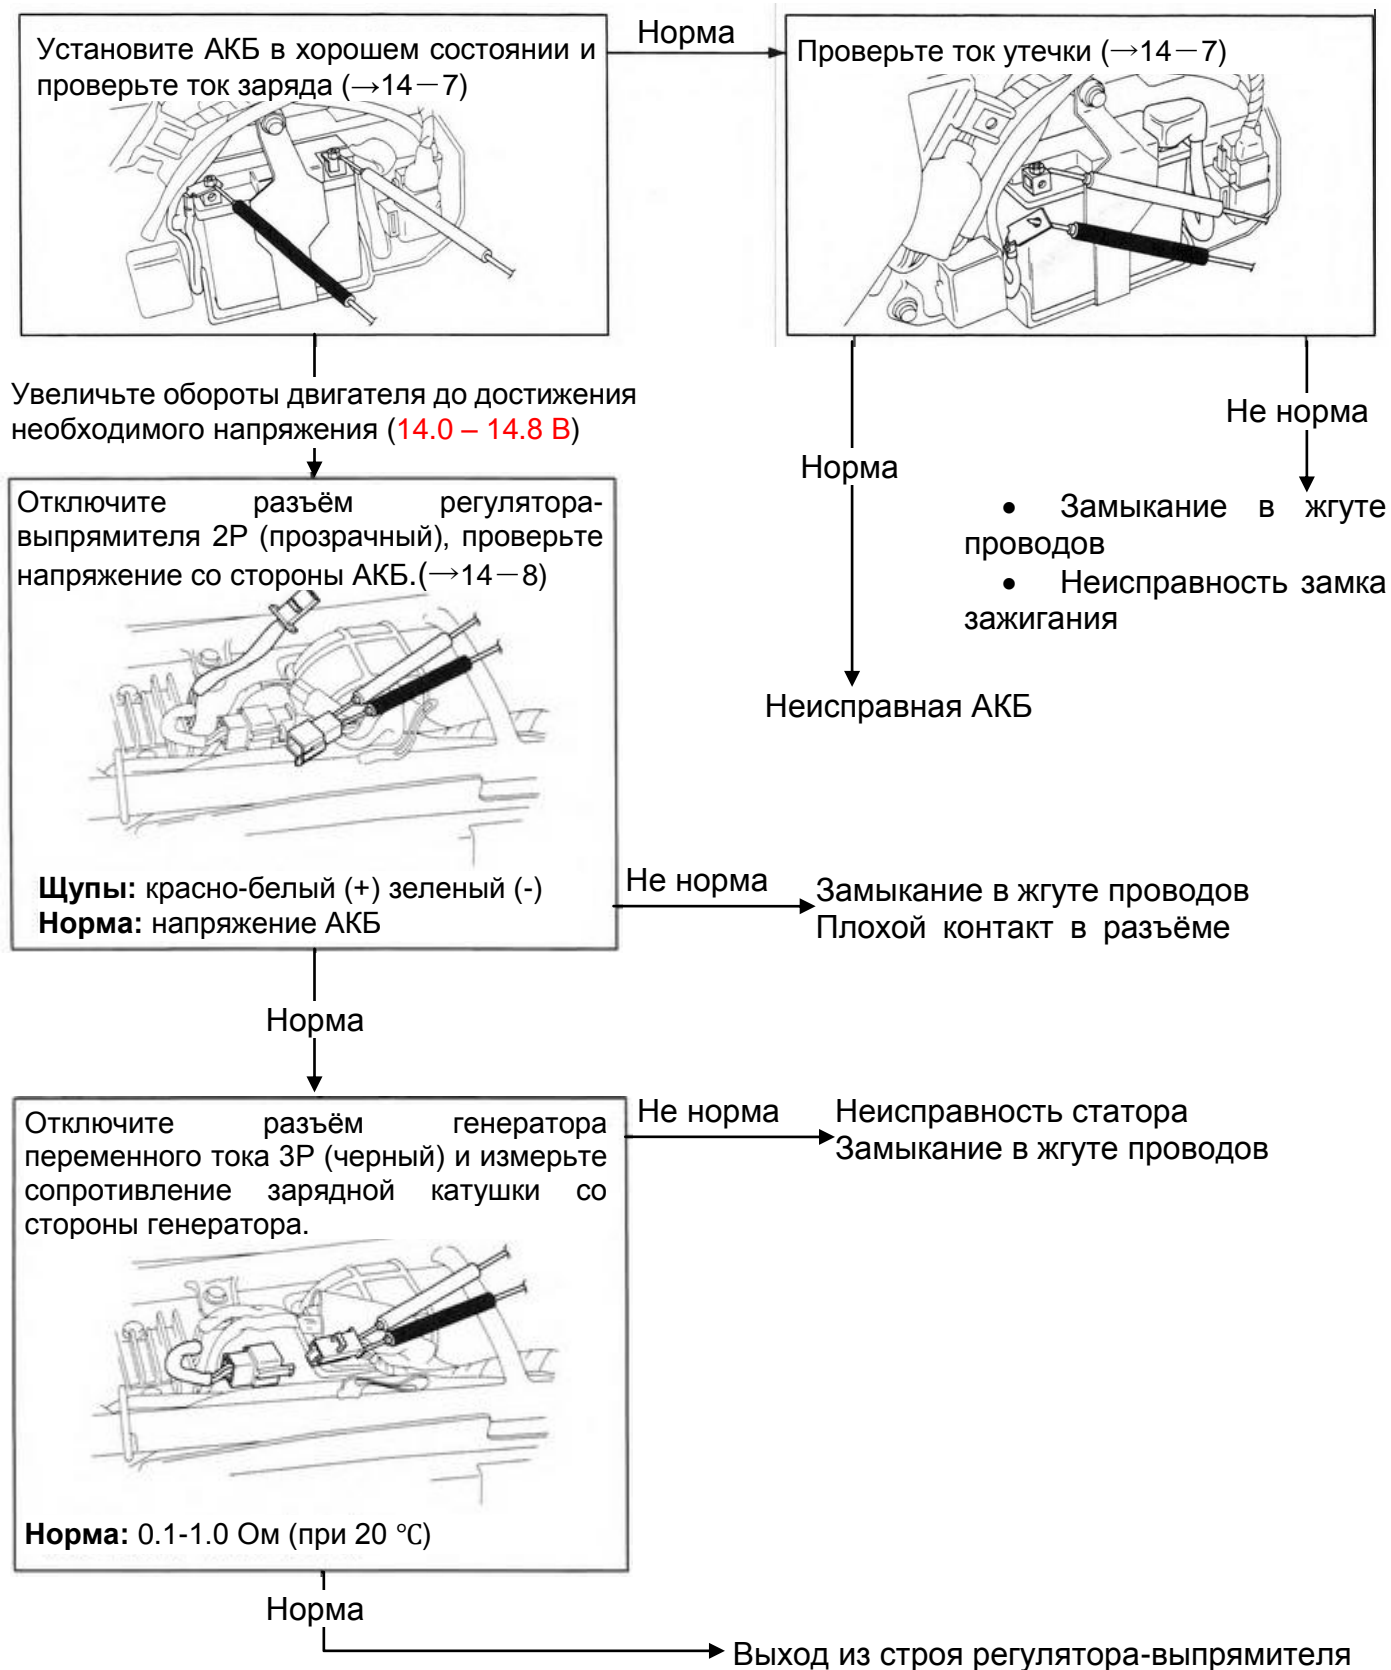 Установите АКБ в хорошем состоянии и
проверьте ток заряда (→14－7)
Норма
Проверьте ток утечки (→14－7)
Увеличьте обороты двигателя до достижения
необходимого напряжения (14.0 – 14.8 В)
Норма
Не норма
• Замыкание в жгуте
проводов
• Неисправность замка
зажигания
Неисправная АКБ
Отключите разъём регулятора-
выпрямителя 2Р (прозрачный), проверьте
напряжение со стороны АКБ.(→14－8)
Щупы: красно-белый (+) зеленый (-)
Норма: напряжение АКБ
Не норма
Замыкание в жгуте проводов
Плохой контакт в разъёме
Норма
Отключите разъём генератора
переменного тока 3Р (черный) и измерьте
сопротивление зарядной катушки со
стороны генератора.
Норма: 0.1-1.0 Ом (при 20 °C)
Не норма
Неисправность статора
Замыкание в жгуте проводов
Норма
Выход из строя регулятора-выпрямителя